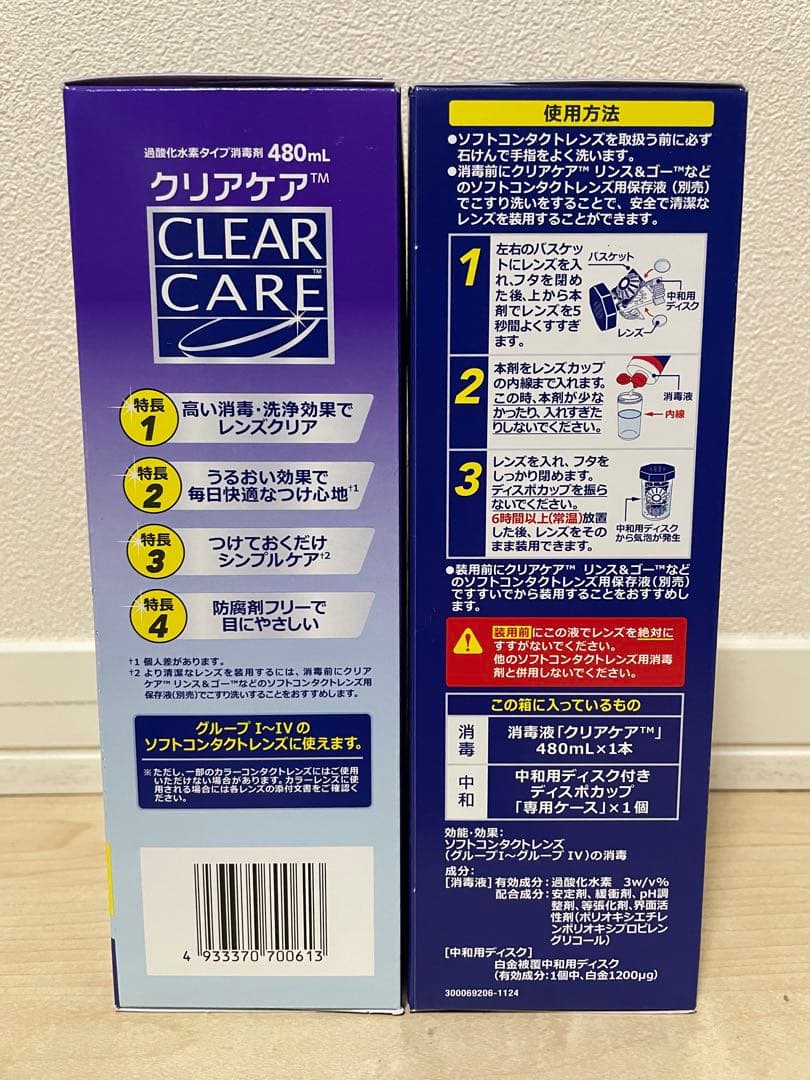 過酸化水素タイプ消毒剤 480mL
クリアケア™
CLEAR
CARE™
特長
1
高い消毒・洗浄効果で
レンズクリア
特長
2
うるおい効果で
毎日快適なつけ心地†1
特長
3
つけておくだけ
シンプルケア†2
特長
4
防腐剤フリーで
目にやさしい
†1 個人差があります。
†2 より清潔なレンズを装用するには、消毒前にクリア
ケア™ リンス&ゴー™などのソフトコンタクトレンズ用
保存液(別売)でこすり洗いすることをおすすめします。
グループ I〜IVの
ソフトコンタクトレンズに使えます。
※ただし、一部のカラーコンタクトレンズにはご使用
いただけない場合があります。カラーレンズに使
用される場合には各レンズの添付文書をご確認く
ださい。
4 933370 700613
使用方法
●ソフトコンタクトレンズを取扱う前に必ず
石けんで手指をよく洗います。
●消毒前にクリアケア™ リンス&ゴー™など
のソフトコンタクトレンズ用保存液（別売）
でこすり洗いをすることで、安全で清潔な
レンズを装用することができます。
1
左右のバスケッ
トにレンズを入
れ、フタを閉め
た後、上から本
剤でレンズを5
秒間よくすすぎ
ます。
バスケット
中和用
ディスク
レンズ
2
本剤をレンズカップ
の内線まで入れます。
この時、本剤が少な
かったり、入れすぎた
りしないでください。
消毒液
内線
3
レンズを入れ、フタを
しっかり閉めます。
ディスポカップを振ら
ないでください。
6時間以上(常温)放置
した後、レンズをその
まま装用できます。
中和用ディスク
から気泡が発生
●装用前にクリアケア™ リンス&ゴー™など
のソフトコンタクトレンズ用保存液(別売)
ですすいでから装用することをおすすめし
ます。
装用前にこの液でレンズを絶対に
すすがないでください。
他のソフトコンタクトレンズ用消毒
剤と併用しないでください。
この箱に入っているもの
消毒
消毒液「クリアケア™」
480mL×1本
中和
中和用ディスク付き
ディスポカップ
「専用ケース」×1個
効能・効果:
ソフトコンタクトレンズ
(グループI〜グループ IV)の消毒
成分:
[消毒液] 有効成分:過酸化水素 3w/v%
配合成分:安定剤、緩衝剤、pH調
整剤、等張化剤、界面活
性剤(ポリオキシエチレ
ンポリオキシプロピレン
グリコール)
[中和用ディスク]
白金被覆中和用ディスク
(有効成分:1個中、白金1200μg)
300069206-1124